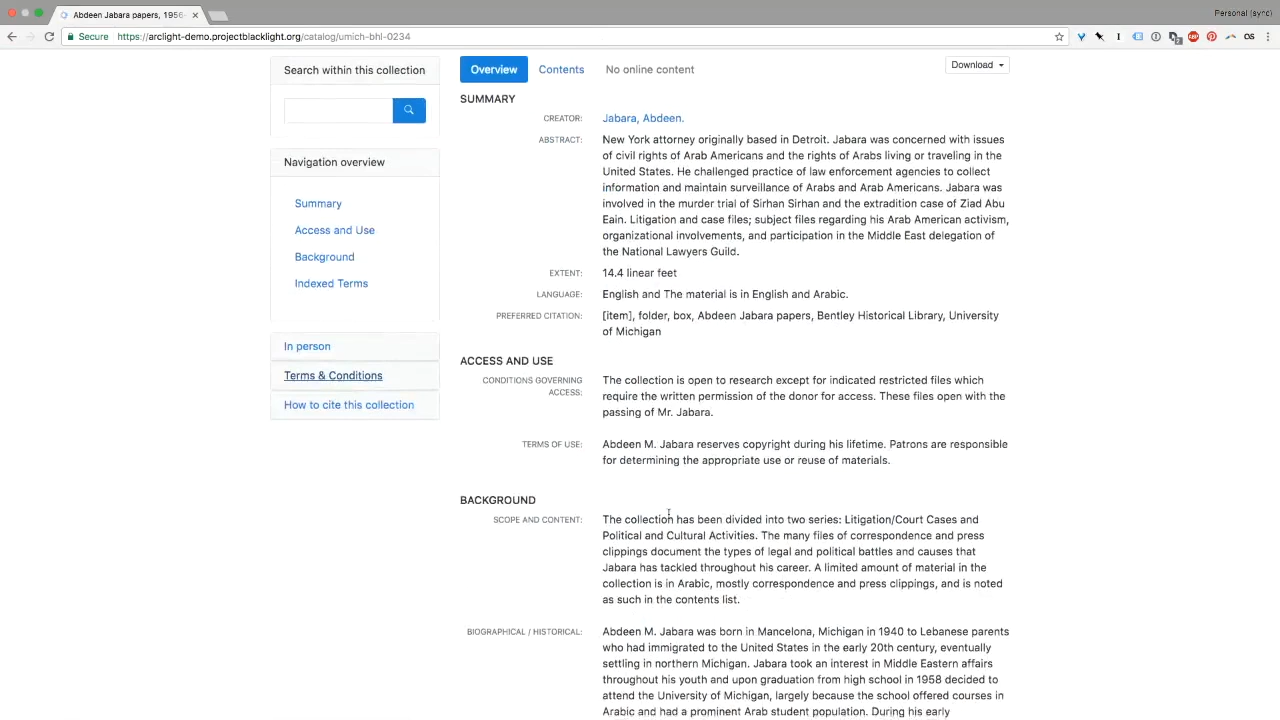 Abdeen Jabara papers, 1956-
Personal (sync)
Secure https://arclight-demo.projectblacklight.org/catalog/umich-bhl-0234
Search within this collection
Navigation overview
Summary
Access and Use
Background
Indexed Terms
In person
Terms & Conditions
How to cite this collection
Overview Contents No online content
Download
SUMMARY
CREATOR: Jabara, Abdeen.
ABSTRACT: New York attorney originally based in Detroit. Jabara was concerned with issues
of civil rights of Arab Americans and the rights of Arabs living or traveling in the
United States. He challenged practice of law enforcement agencies to collect
information and maintain surveillance of Arabs and Arab Americans. Jabara was
involved in the murder trial of Sirhan Sirhan and the extradition case of Ziad Abu
Eain. Litigation and case files; subject files regarding his Arab American activism,
organizational involvements, and participation in the Middle East delegation of
the National Lawyers Guild.
EXTENT: 14.4 linear feet
LANGUAGE: English and The material is in English and Arabic.
PREFERRED CITATION: [item], folder, box, Abdeen Jabara papers, Bentley Historical Library, University
of Michigan
ACCESS AND USE
CONDITIONS GOVERNING
ACCESS:
The collection is open to research except for indicated restricted files which
require the written permission of the donor for access. These files open with the
passing of Mr. Jabara.
TERMS OF USE: Abdeen M. Jabara reserves copyright during his lifetime. Patrons are responsible
for determining the appropriate use or reuse of materials.
BACKGROUND
SCOPE AND CONTENT: The collection has been divided into two series: Litigation/Court Cases and
Political and Cultural Activities. The many files of correspondence and press
clippings document the types of legal and political battles and causes that
Jabara has tackled throughout his career. A limited amount of material in the
collection is in Arabic, mostly correspondence and press clippings, and is noted
as such in the contents list.
BIOGRAPHICAL / HISTORICAL: Abdeen M. Jabara was born in Mancelona, Michigan in 1940 to Lebanese parents
who had immigrated to the United States in the early 20th century, eventually
settling in northern Michigan. Jabara took an interest in Middle Eastern affairs
throughout his youth and upon graduation from high school in 1958 decided to
attend the University of Michigan, largely because the school offered courses in
Arabic and had a prominent Arab student population. During his early